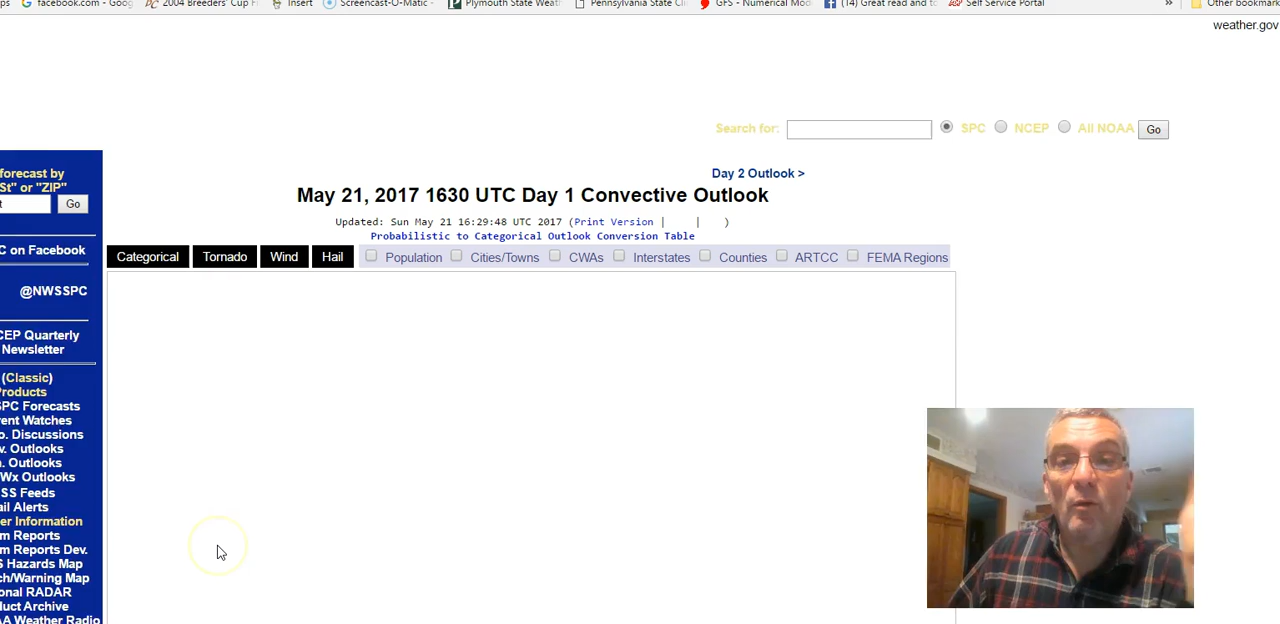 ps facebook.com - Goog 2004 Breeders' Cup F Insert Screencast-O-Matic - Plymouth State Weat Pennsylvania State Cli GFS - Numerical Mod (14) Great read and to Self Service Portal » Other bookmark
weather.gov
Search for: SPC NCEP All NOAA Go
forecast by
St" or "ZIP"
t Go
Day 2 Outlook >
May 21, 2017 1630 UTC Day 1 Convective Outlook
Updated: Sun May 21 16:29:48 UTC 2017 (Print Version | | )
Probabilistic to Categorical Outlook Conversion Table
Categorical Tornado Wind Hail Population Cities/Towns CWAs Interstates Counties ARTCC FEMA Regions
C on Facebook
@NWSSPC
CEP Quarterly
Newsletter
(Classic)
Products
SPC Forecasts
ent Watches
o. Discussions
v. Outlooks
. Outlooks
Wx Outlooks
SS Feeds
ail Alerts
er Information
m Reports
m Reports Dev.
S Hazards Map
ch/Warning Map
onal RADAR
duct Archive
AA Weather Radio